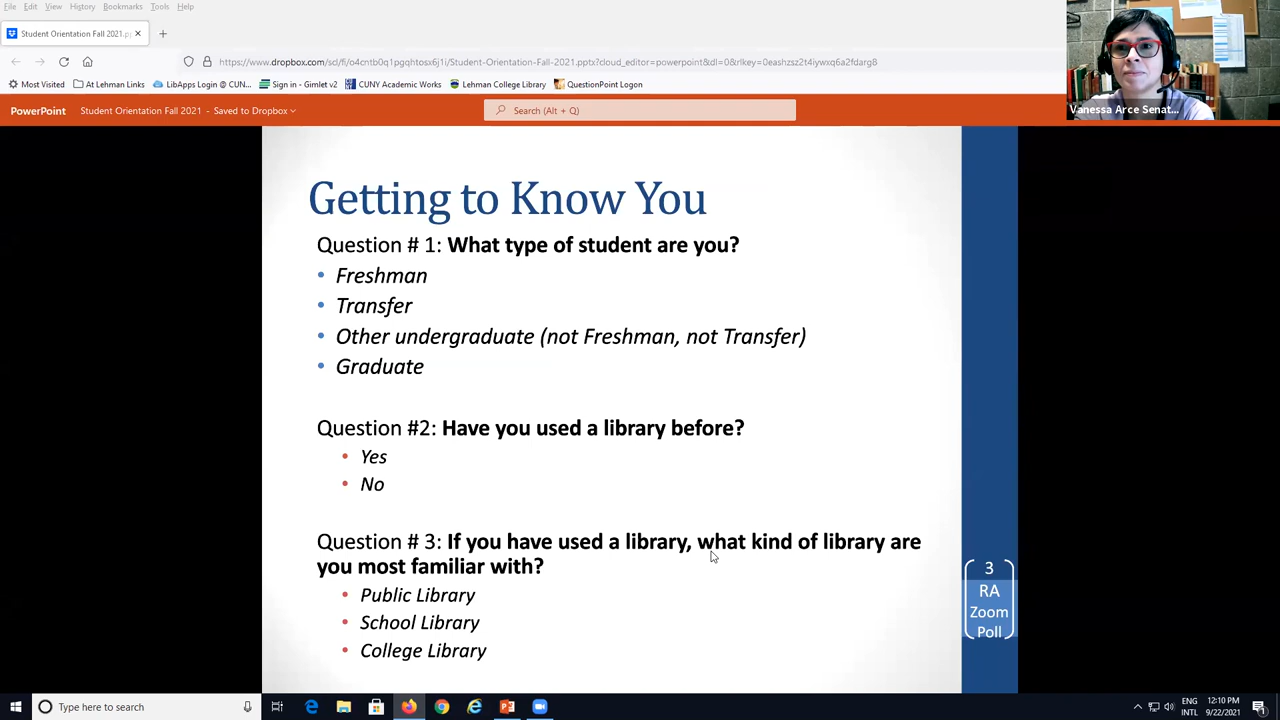 File Edit View History Bookmarks Tools Help
Student Orientation Fall 2021.p
https://www.dropbox.com/scl/fi/o4cntb0q1pgqhtosx6j1/Student-Orientation-Fall-2021.pptx?cloud_editor=powerpoint&dl=0&rlkey=0eashzsz2t4iywxq6a2fdarg8
Most Visited At Lehman Links LibApps Login @ CUN... Sign in - Gimlet v2 CUNY Academic Works Lehman College Library QuestionPoint Logon
PowerPoint Student Orientation Fall 2021 - Saved to Dropbox Search (Alt + Q)
Vanessa Arce Senat...
Getting to Know You
Question # 1: What type of student are you?
• Freshman
• Transfer
• Other undergraduate (not Freshman, not Transfer)
• Graduate
Question #2: Have you used a library before?
• Yes
• No
Question # 3: If you have used a library, what kind of library are
you most familiar with?
• Public Library
• School Library
• College Library
3
RA
Zoom
Poll
Type here to search
ENG
INTL
12:10 PM
9/22/2021